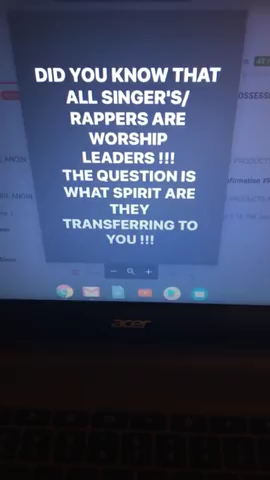 DID YOU KNOW THAT
ALL SINGER'S/
RAPPERS ARE
WORSHIP
LEADERS !!!
THE QUESTION IS
WHAT SPIRIT ARE
THEY
TRANSFERRING TO
YOU !!!
acer